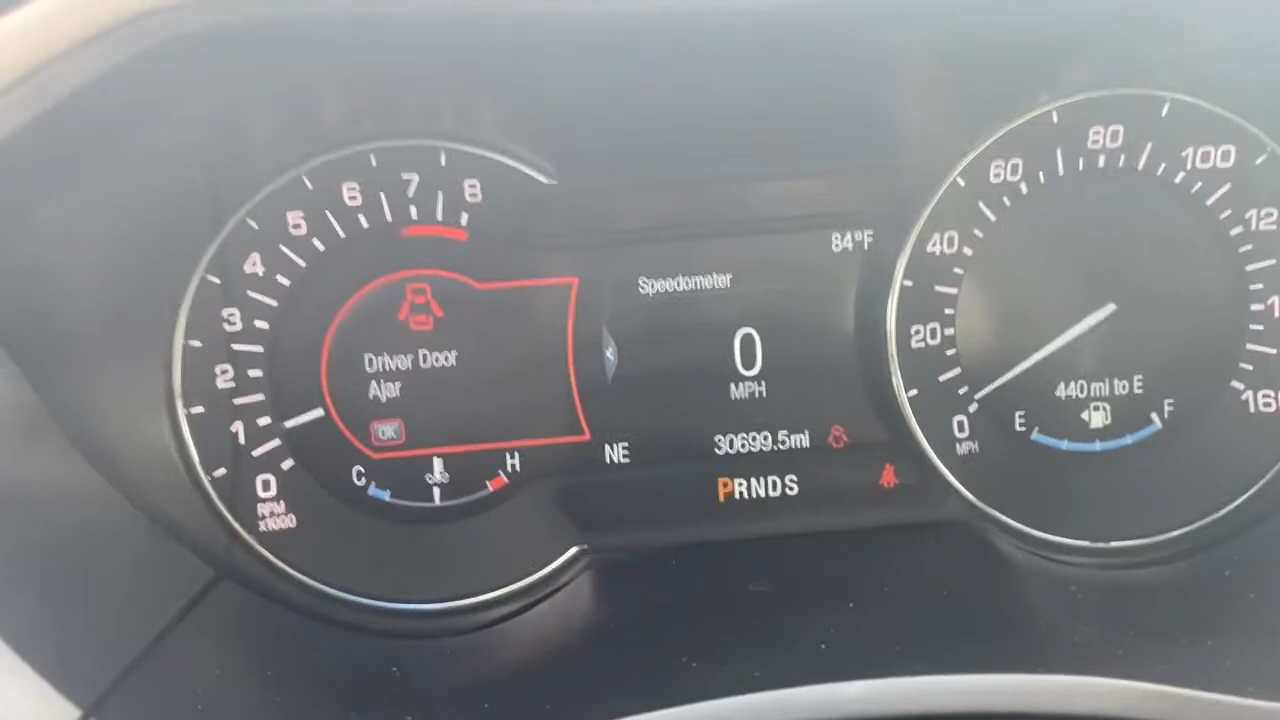 8
7
6
5
4
3
2
1
0
RPM
x1000
Driver Door
Ajar
OK
C
H
84°F
Speedometer
0
MPH
NE
30699.5mi
PRNDS
0
MPH
20
40
60
80
100
160
440 mi to E
E
F